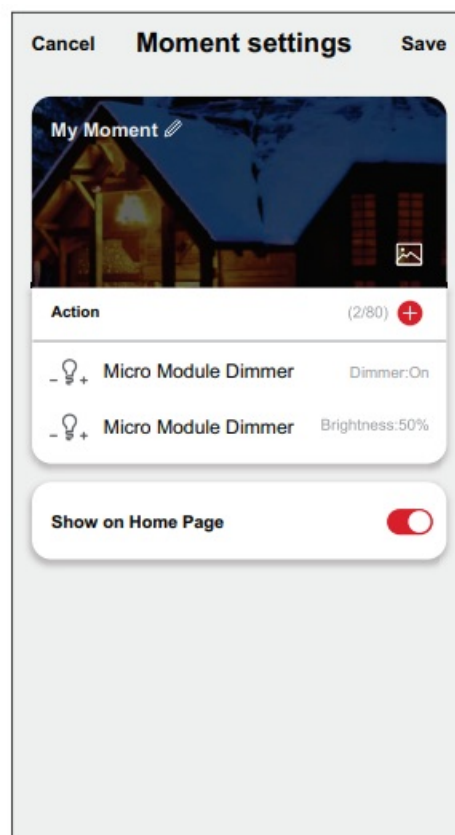 Cancel Moment settings Save
My Moment
Action (2/80)
Micro Module Dimmer Dimmer:On
Micro Module Dimmer Brightness:50%
Show on Home Page